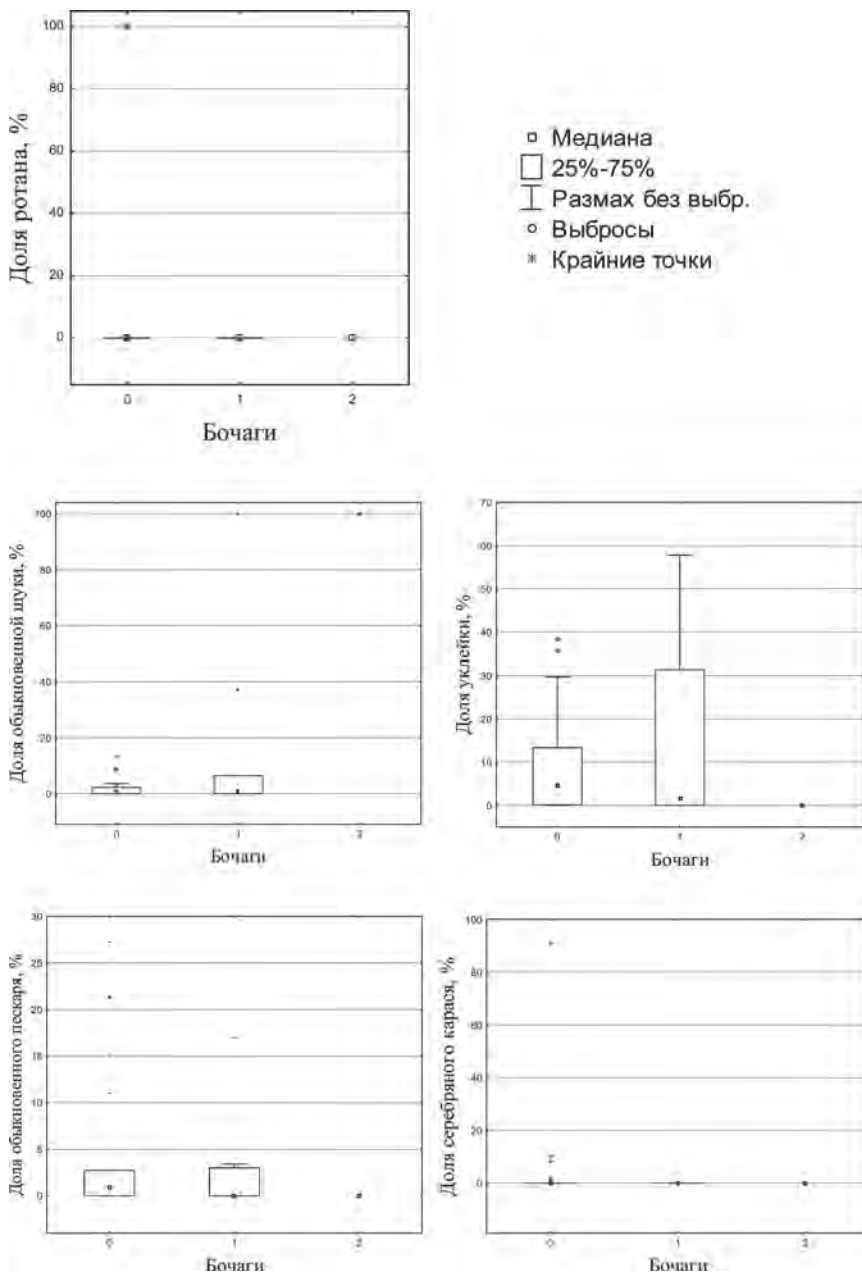 Доля ротана, %
100
80
60
40
20
0
0 1 2
Бочаги
Медиана
25%-75%
Размах без выбр.
Выбросы
Крайние точки
Доля обыкновенной щуки, %
100
80
60
40
20
0
0 1 2
Бочаги
Доля уклейки, %
70
60
50
40
30
20
10
0
0 1 2
Бочаги
Доля обыкновенного пескаря, %
30
25
20
15
10
5
0
0 1 2
Бочаги
Доля серебряного карася, %
100
80
60
40
20
0
0 1 2
Бочаги